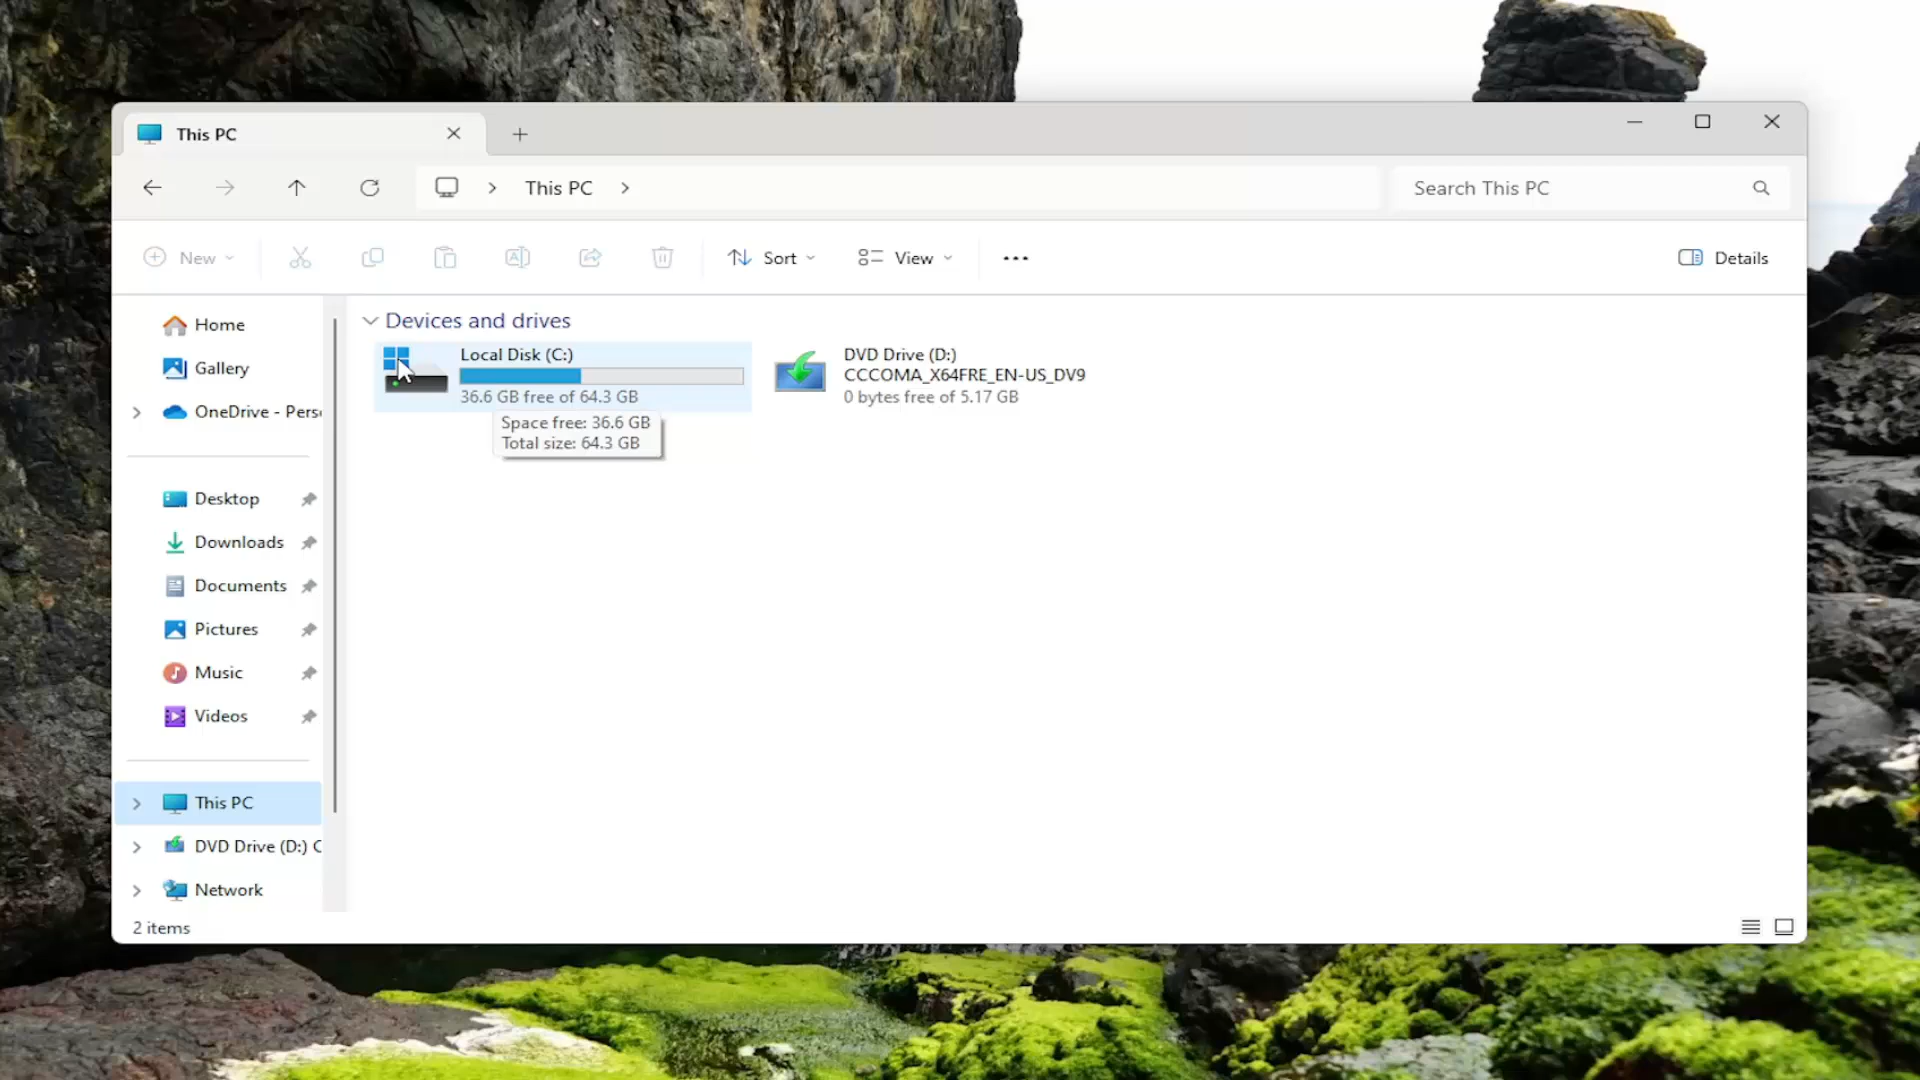 This PC
This PC
Search This PC
New
Sort
View
Details
Home
Gallery
OneDrive - Perso
Desktop
Downloads
Documents
Pictures
Music
Videos
This PC
DVD Drive (D:) C
Network
Devices and drives
Local Disk (C:)
36.6 GB free of 64.3 GB
Space free: 36.6 GB
Total size: 64.3 GB
DVD Drive (D:)
CCCOMA_X64FRE_EN-US_DV9
0 bytes free of 5.17 GB
2 items